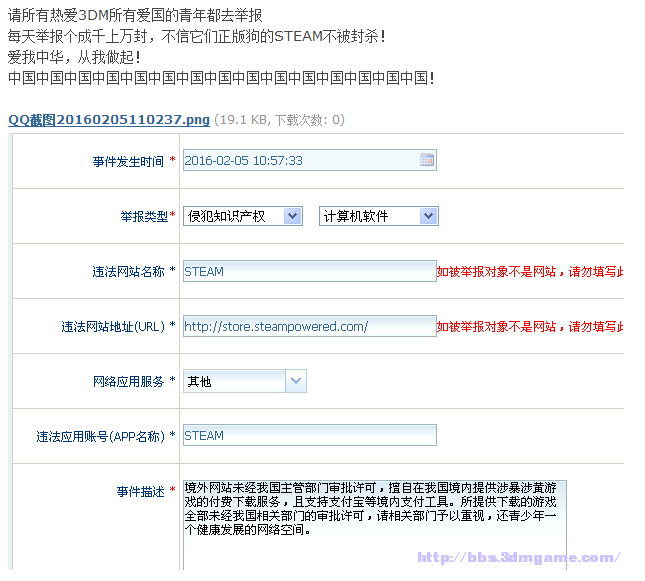 请所有热爱3DM所有爱国的青年都去举报
每天举报个成千上万封，不信它们正版狗的STEAM不被封杀！
爱我中华，从我做起！
中国中国中国中国中国中国中国中国中国中国中国中国中国中国中国！
QQ截图20160205110237.png (19.1 KB, 下载次数: 0)
事件发生时间 * 2016-02-05 10:57:33
举报类型* 侵犯知识产权 计算机软件
违法网站名称 * STEAM 如被举报对象不是网站，请勿填写此
违法网站地址(URL) * http://store.steampowered.com/ 如被举报对象不是网站，请勿填写此
网络应用服务 * 其他
违法应用账号(APP名称) * STEAM
事件描述 * 境外网站未经我国主管部门审批许可，擅自在我国境内提供涉暴涉黄游
戏的付费下载服务，且支持支付宝等境内支付工具。所提供下载的游戏
全部未经我国相关部门的审批许可，请相关部门予以重视，还青少年一
个健康发展的网络空间。
http://bbs.3dmgame.com/